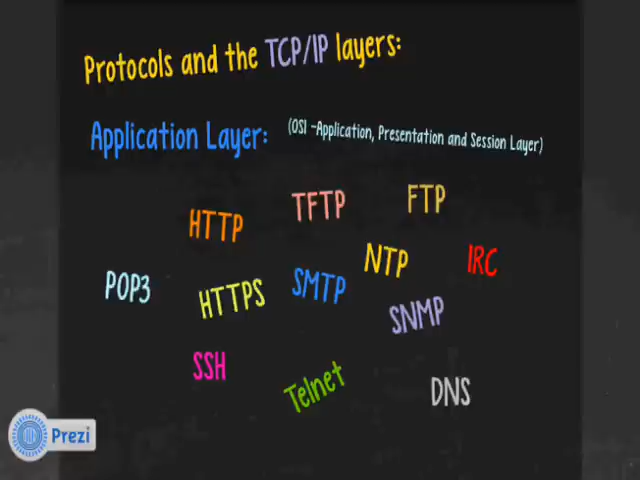 Protocols and the TCP/IP layers:
Application Layer:
(OSI -Application, Presentation and Session Layer)
TFTP
FTP
HTTP
NTP
IRC
POP3
HTTPS
SMTP
SNMP
SSH
Telnet
DNS
Prezi